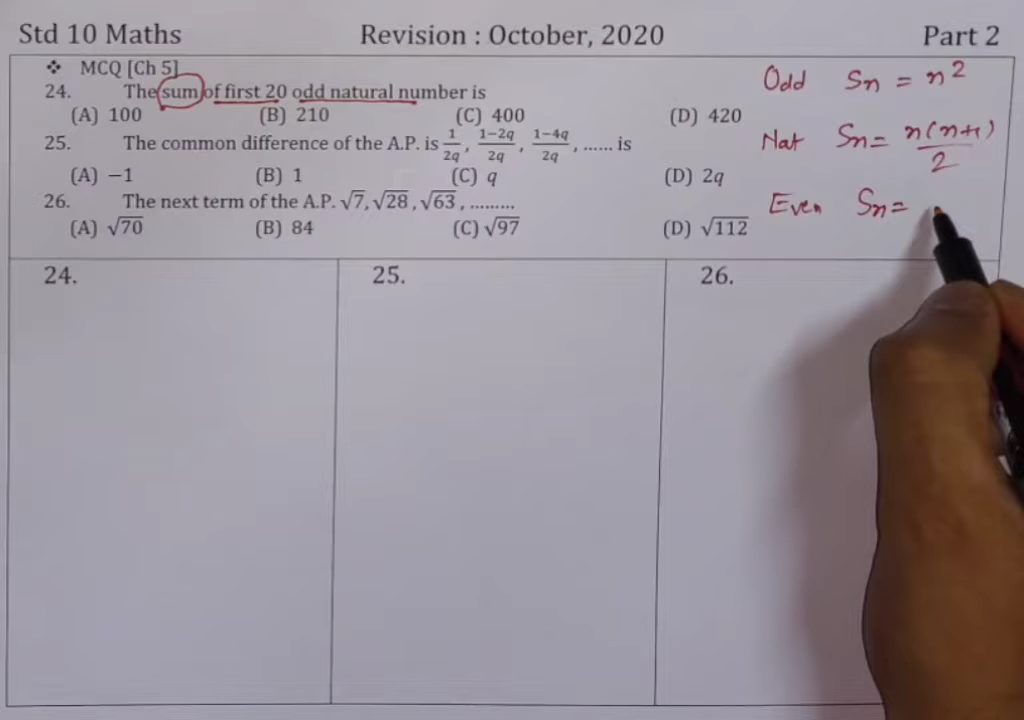 Std 10 Maths Revision : October, 2020 Part 2
❖ MCQ [Ch 5]
24. The sum of first 20 odd natural number is
(A) 100 (B) 210 (C) 400 (D) 420
25. The common difference of the A.P. is 1/2q, 1−2q/2q, 1−4q/2q, ...... is
(A) −1 (B) 1 (C) q (D) 2q
26. The next term of the A.P. √7, √28, √63, .........
(A) √70 (B) 84 (C) √97 (D) √112
Odd Sn = n²
Nat Sn = n(n+1)/2
Even Sn =
24. 25. 26.